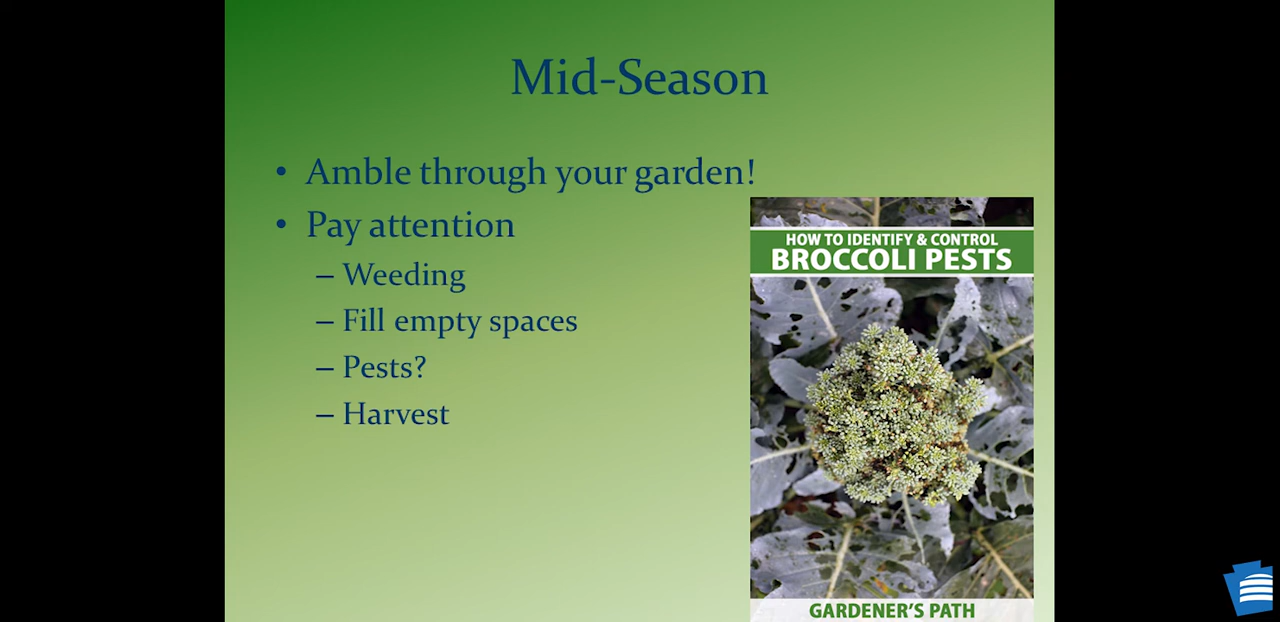 Mid-Season
• Amble through your garden!
• Pay attention
– Weeding
– Fill empty spaces
– Pests?
– Harvest
HOW TO IDENTIFY & CONTROL
BROCCOLI PESTS
GARDENER'S PATH